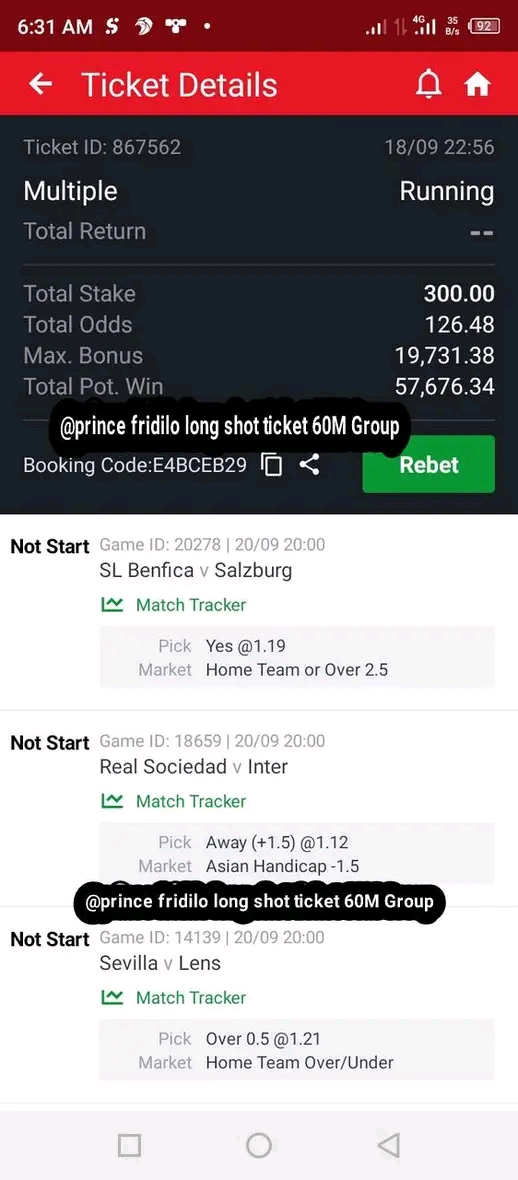 6:31 AM 4G 35 B/s 92
Ticket Details
Ticket ID: 867562 18/09 22:56
Multiple Running
Total Return --
Total Stake 300.00
Total Odds 126.48
Max. Bonus 19,731.38
Total Pot. Win 57,676.34
@prince fridilo long shot ticket 60M Group
Booking Code:E4BCEB29 Rebet
Not Start Game ID: 20278 | 20/09 20:00
SL Benfica v Salzburg
Match Tracker
Pick Yes @1.19
Market Home Team or Over 2.5
Not Start Game ID: 18659 | 20/09 20:00
Real Sociedad v Inter
Match Tracker
Pick Away (+1.5) @1.12
Market Asian Handicap -1.5
@prince fridilo long shot ticket 60M Group
Not Start Game ID: 14139 | 20/09 20:00
Sevilla v Lens
Match Tracker
Pick Over 0.5 @1.21
Market Home Team Over/Under